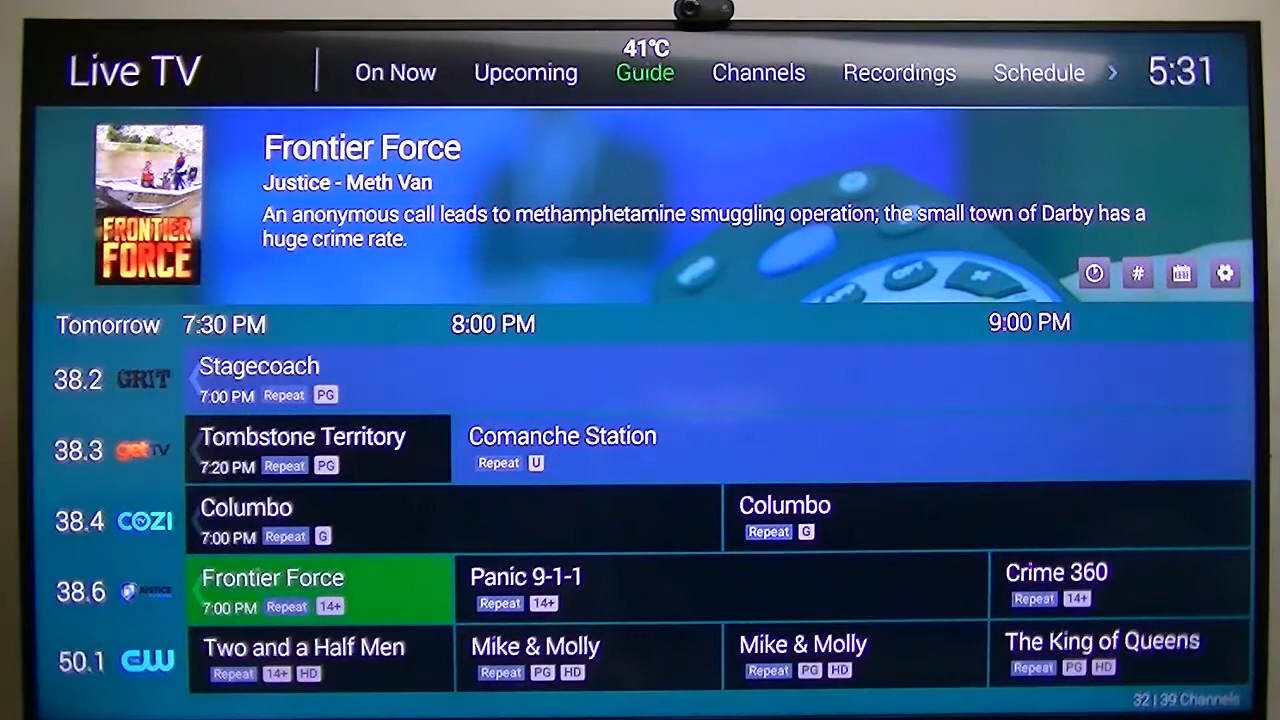 Live TV
On Now
Upcoming
41°C
Guide
Channels
Recordings
Schedule
5:31
FRONTIER
FORCE
Frontier Force
Justice - Meth Van
An anonymous call leads to methamphetamine smuggling operation; the small town of Darby has a
huge crime rate.
#
Tomorrow 7:30 PM 8:00 PM 9:00 PM
38.2 GRIT
Stagecoach
7:00 PM Repeat PG
38.3 getTV
Tombstone Territory
7:20 PM Repeat PG
Comanche Station
Repeat U
38.4 COZI TV
Columbo
7:00 PM Repeat G
Columbo
Repeat G
38.6 JUSTICE
Frontier Force
7:00 PM Repeat 14+
Panic 9-1-1
Repeat 14+
Crime 360
Repeat 14+
50.1 CW
Two and a Half Men
Repeat 14+ HD
Mike & Molly
Repeat PG HD
Mike & Molly
Repeat PG HD
The King of Queens
Repeat PG HD
32 | 39 Channels